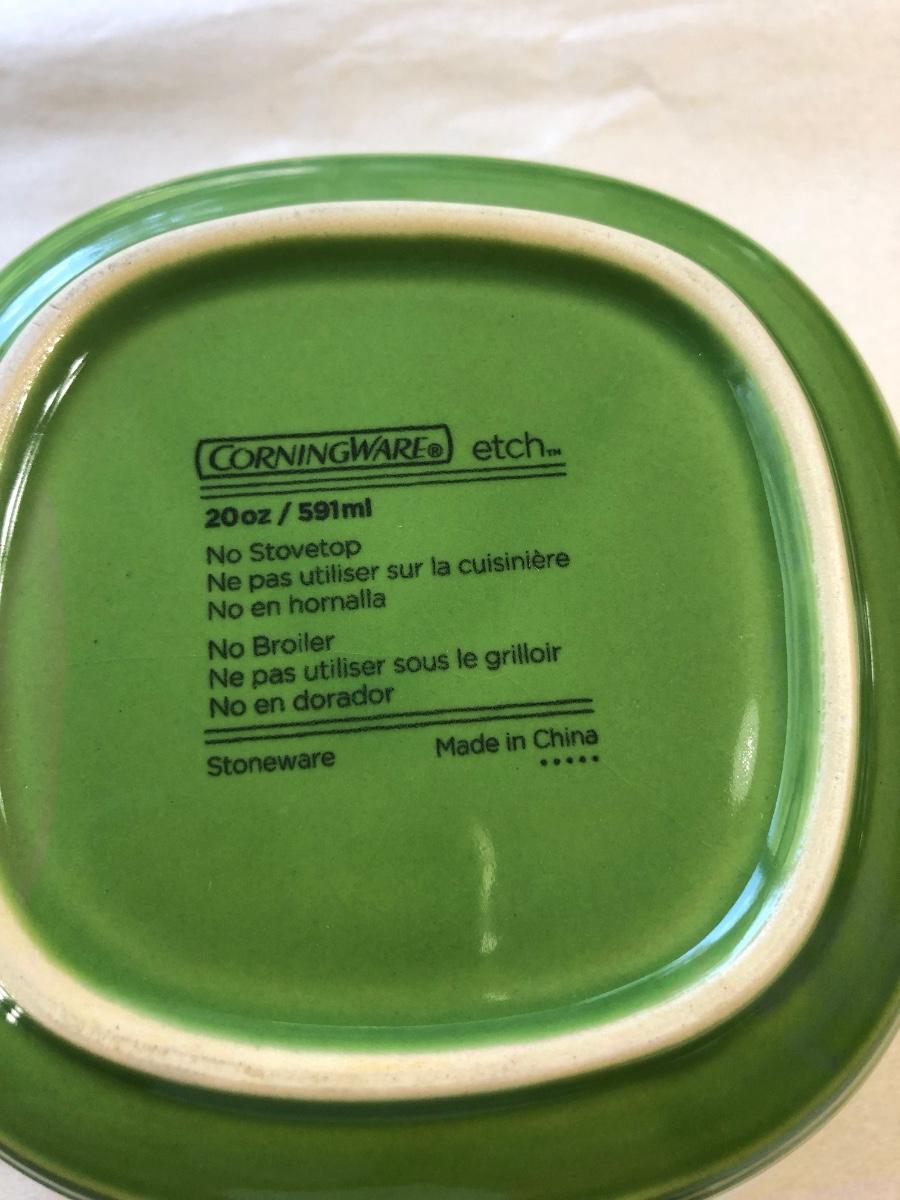 CORNINGWARE® etch™
20oz / 591ml
No Stovetop
Ne pas utiliser sur la cuisinière
No en hornalla
No Broiler
Ne pas utiliser sous le grilloir
No en dorador
Stoneware Made in China